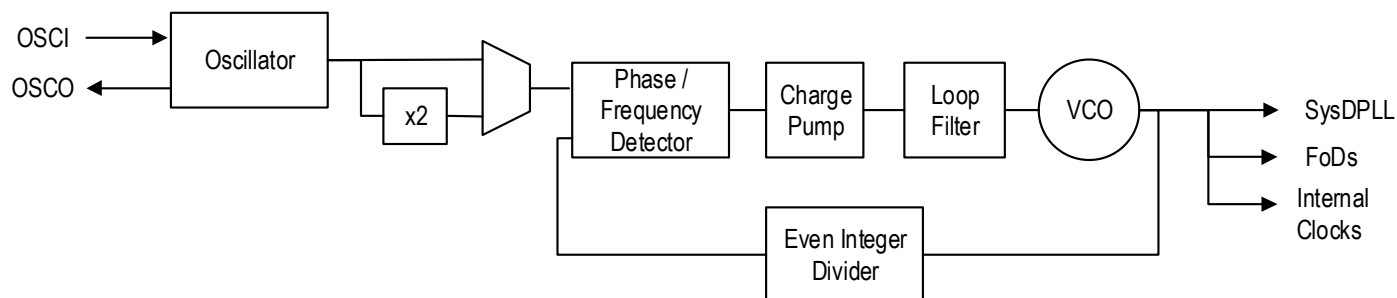 OSCI
OSCO
Oscillator
x2
Phase /
Frequency
Detector
Charge
Pump
Loop
Filter
VCO
SysDPLL
FoDs
Internal
Clocks
Even Integer
Divider